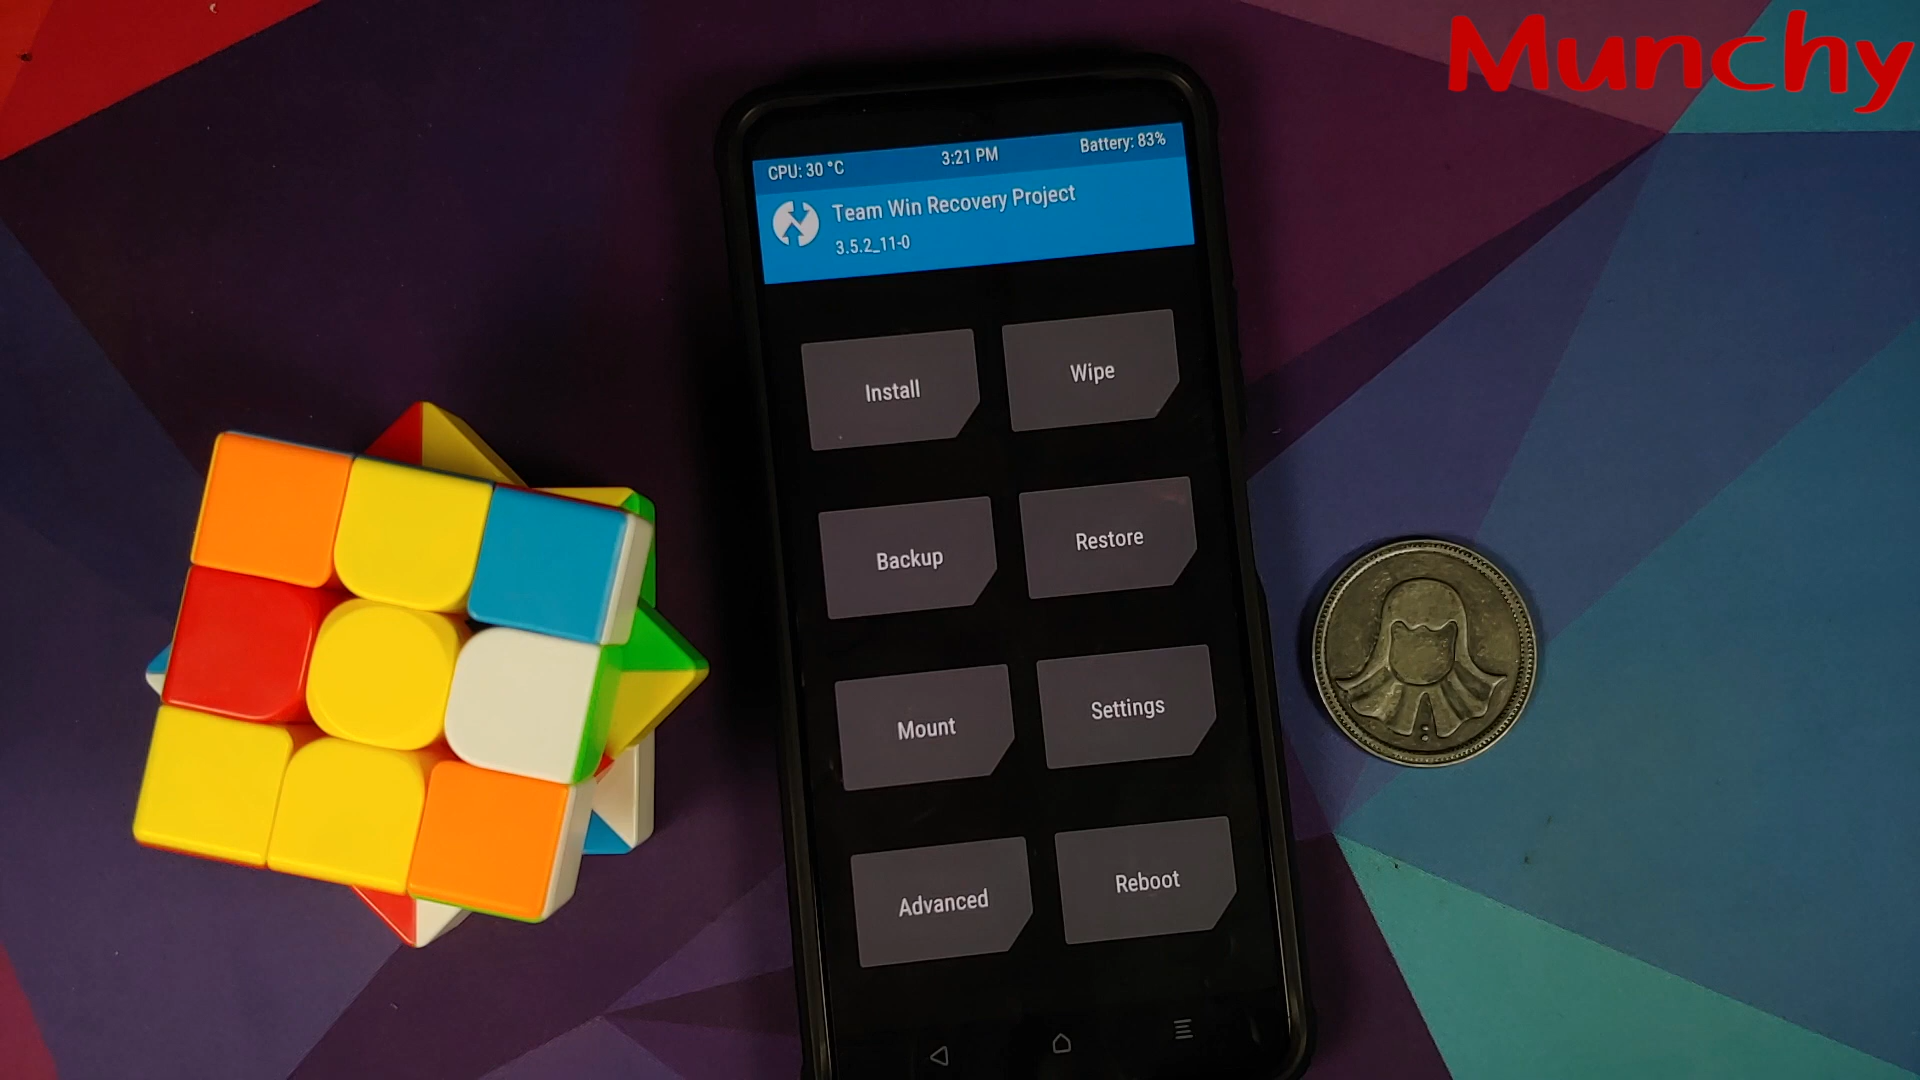 Munchy
CPU: 30 °C
3:21 PM
Battery: 83%
Team Win Recovery Project
3.5.2_11-0
Install
Wipe
Backup
Restore
Mount
Settings
Advanced
Reboot